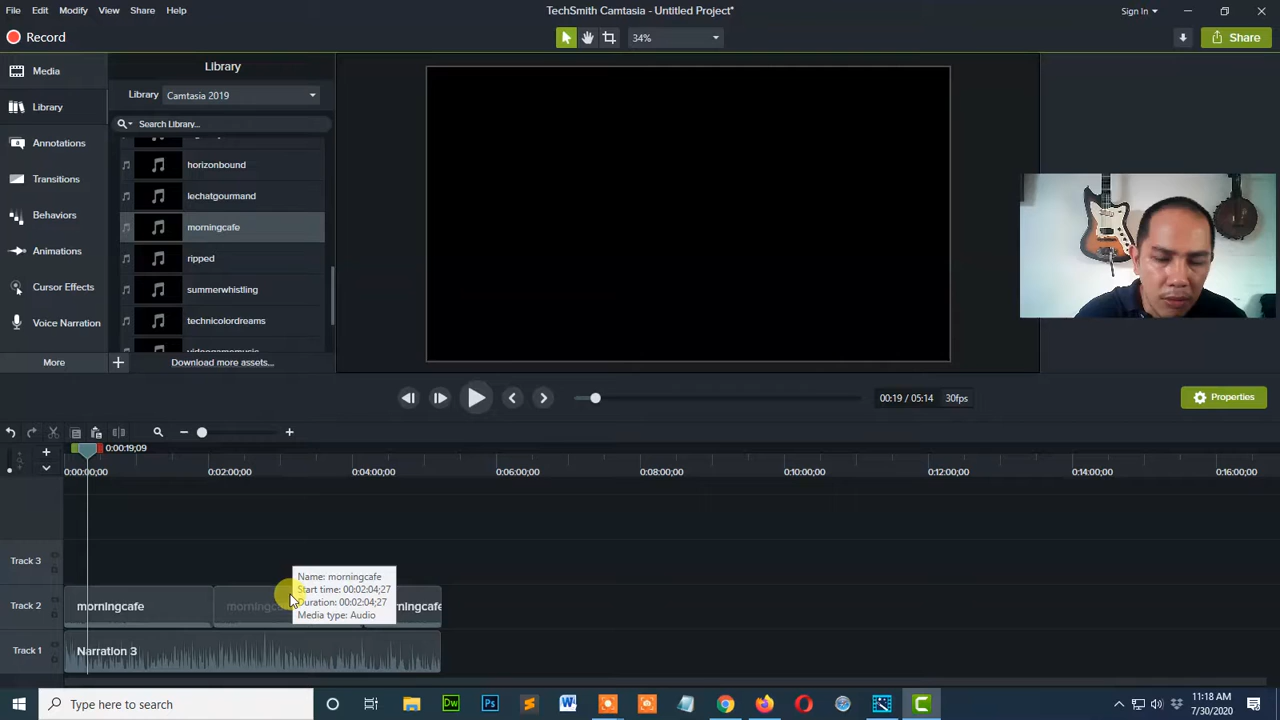 File Edit Modify View Share Help
TechSmith Camtasia - Untitled Project*
Sign In
Record
34%
Share
Media
Library
Annotations
Transitions
Behaviors
Animations
Cursor Effects
Voice Narration
More
Library
Library Camtasia 2019
Search Library...
horizonbound
lechatgourmand
morningcafe
ripped
summerwhistling
technicolordreams
videogamemusic
Download more assets...
00:19 / 05:14 30fps
Properties
0:00:19;09
0:00:00;00 0:02:00;00 0:04:00;00 0:06:00;00 0:08:00;00 0:10:00;00 0:12:00;00 0:14:00;00 0:16:00;00
Track 3
Name: morningcafe
Start time: 00:02:04;27
Duration: 00:02:04;27
Media type: Audio
Track 2 morningcafe
Track 1 Narration 3
Type here to search
Dw
Ps
11:18 AM
7/30/2020